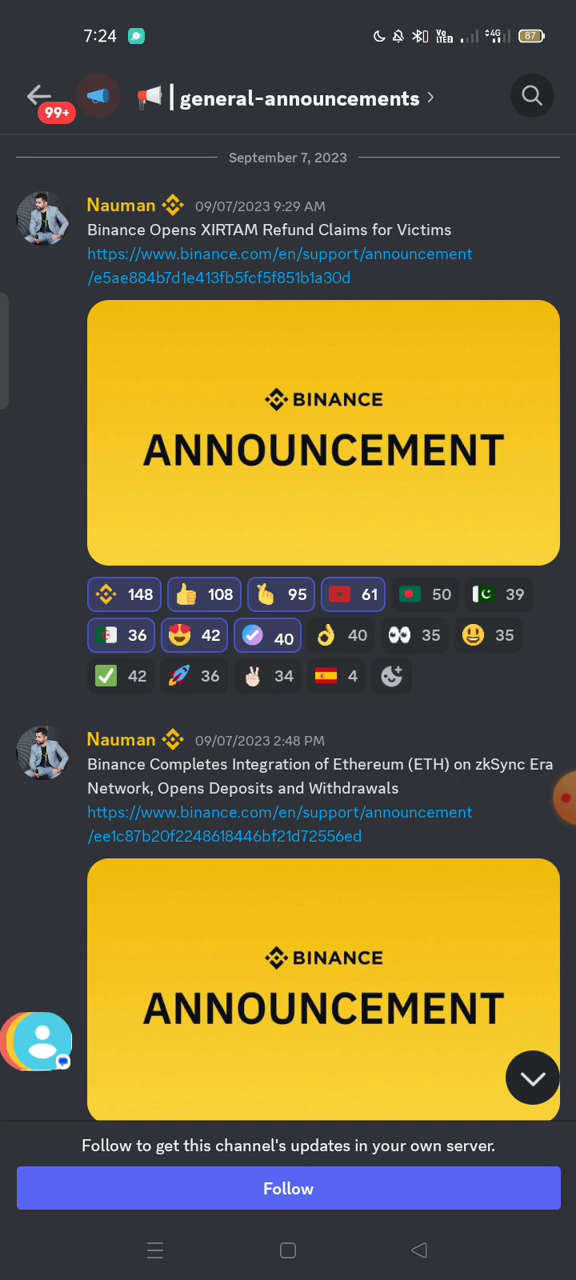 7:24
Vo LTE2
4G
87
99+
general-announcements
September 7, 2023
Nauman 09/07/2023 9:29 AM
Binance Opens XIRTAM Refund Claims for Victims
https://www.binance.com/en/support/announcement
/e5ae884b7d1e413fb5fcf5f851b1a30d
BINANCE
ANNOUNCEMENT
148 108 95 61 50 39
36 42 40 40 35 35
42 36 34 4
Nauman 09/07/2023 2:48 PM
Binance Completes Integration of Ethereum (ETH) on zkSync Era
Network, Opens Deposits and Withdrawals
https://www.binance.com/en/support/announcement
/ee1c87b20f2248618446bf21d72556ed
BINANCE
ANNOUNCEMENT
Follow to get this channel's updates in your own server.
Follow